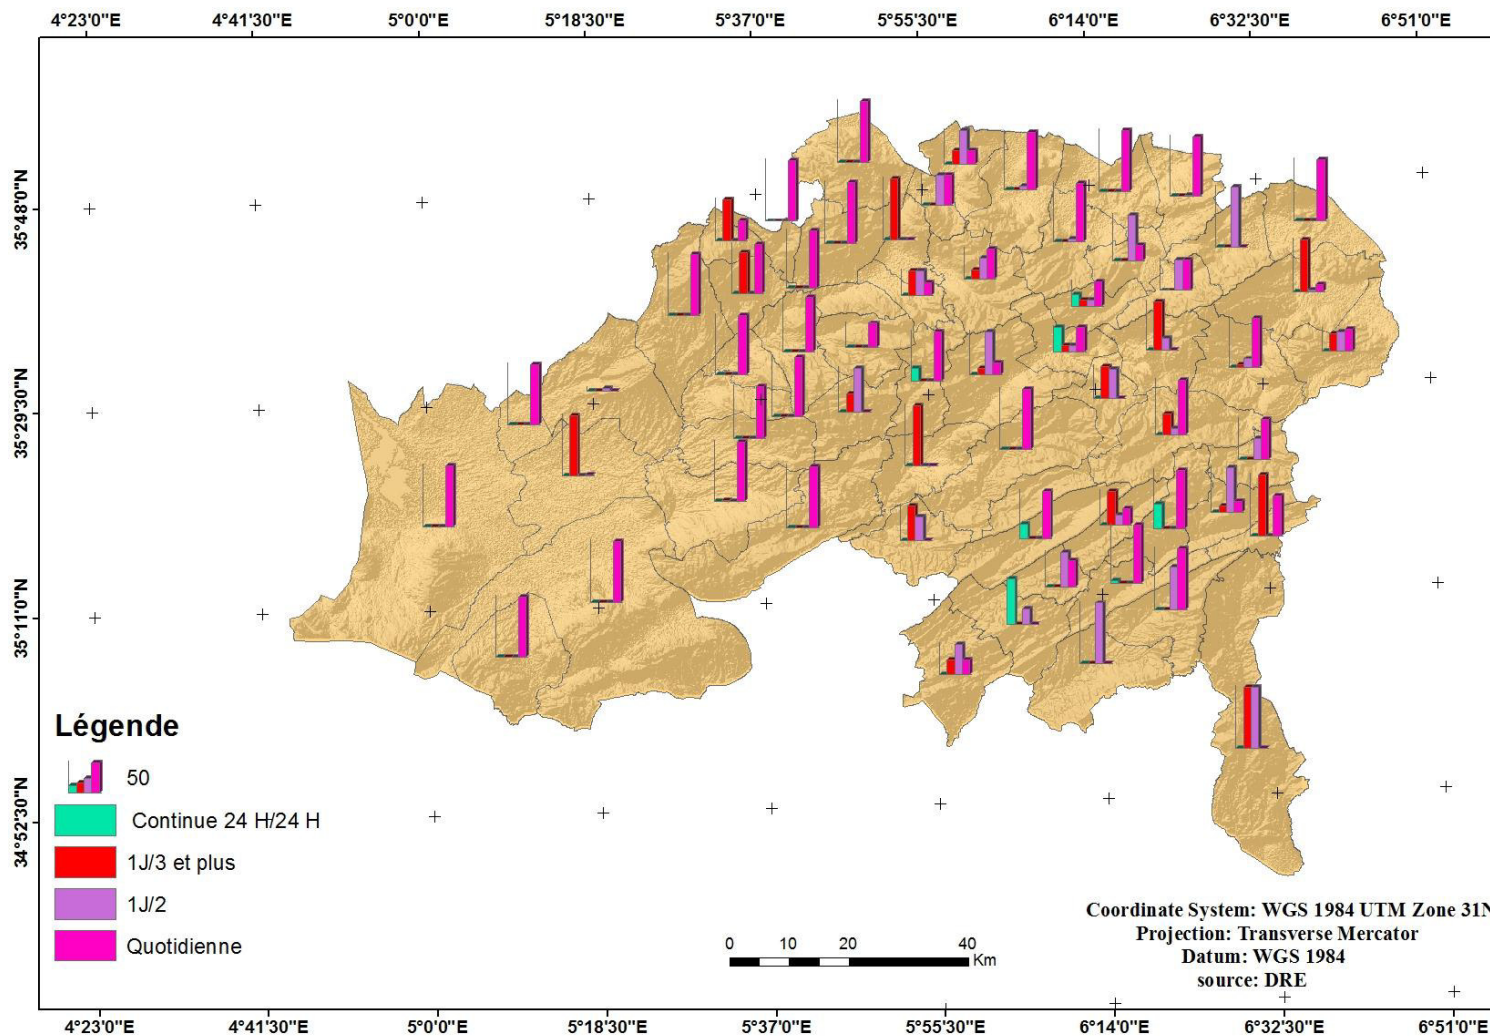 4°23'0"E 4°41'30"E 5°0'0"E 5°18'30"E 5°37'0"E 5°55'30"E 6°14'0"E 6°32'30"E 6°51'0"E
35°48'0"N
35°29'30"N
35°11'0"N
34°52'30"N
Légende
50
Continue 24 H/24 H
1J/3 et plus
1J/2
Quotidienne
0 10 20 40
Km
Coordinate System: WGS 1984 UTM Zone 31N
Projection: Transverse Mercator
Datum: WGS 1984
source: DRE
4°23'0"E 4°41'30"E 5°0'0"E 5°18'30"E 5°37'0"E 5°55'30"E 6°14'0"E 6°32'30"E 6°51'0"E